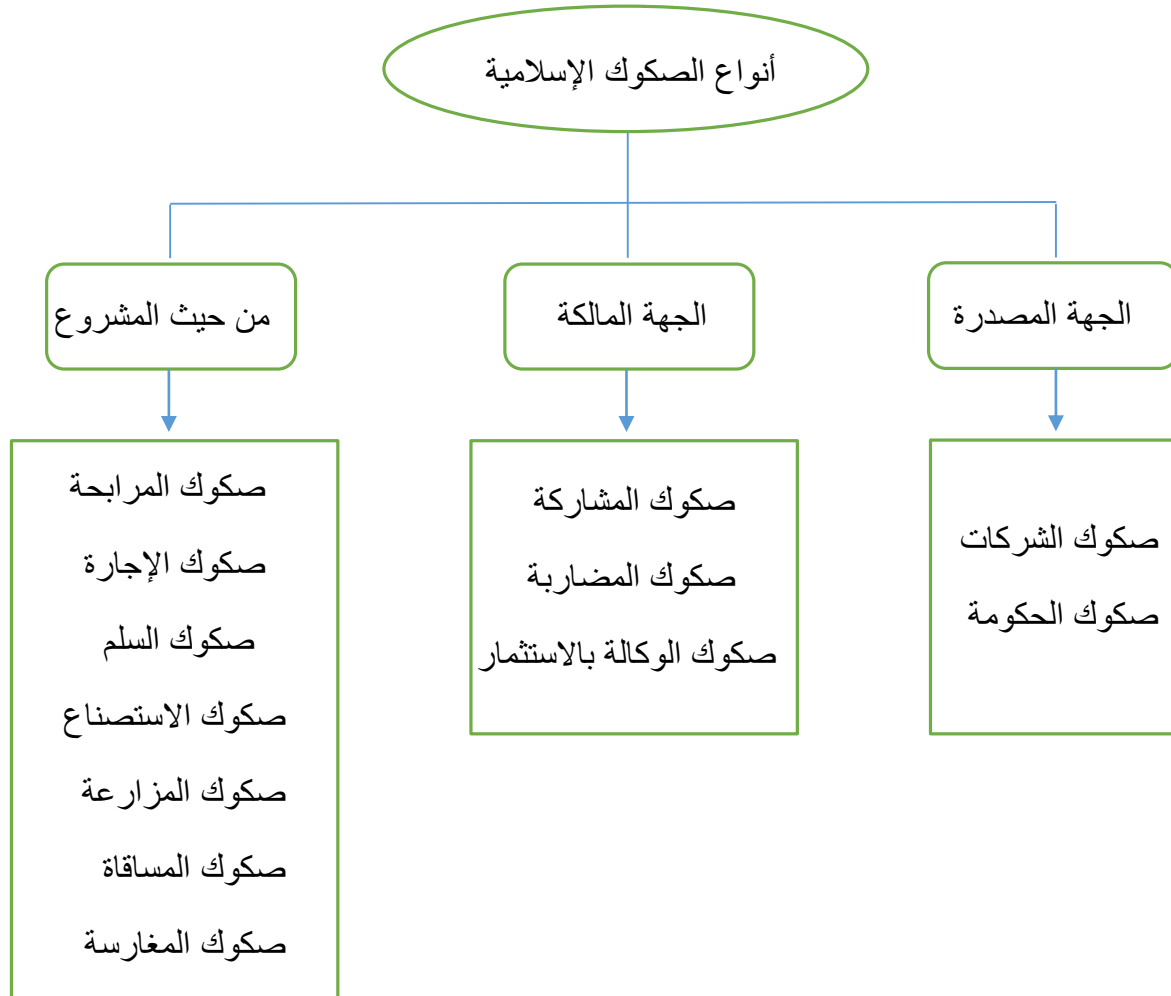 أنواع الصكوك الإسلامية
الجهة المصدرة
الجهة المالكة
من حيث المشروع
صكوك الشركات
صكوك الحكومة
صكوك المشاركة
صكوك المضاربة
صكوك الوكالة بالاستثمار
صكوك المرابحة
صكوك الإجارة
صكوك السلم
صكوك الاستصناع
صكوك المزارعة
صكوك المساقاة
صكوك المغارسة